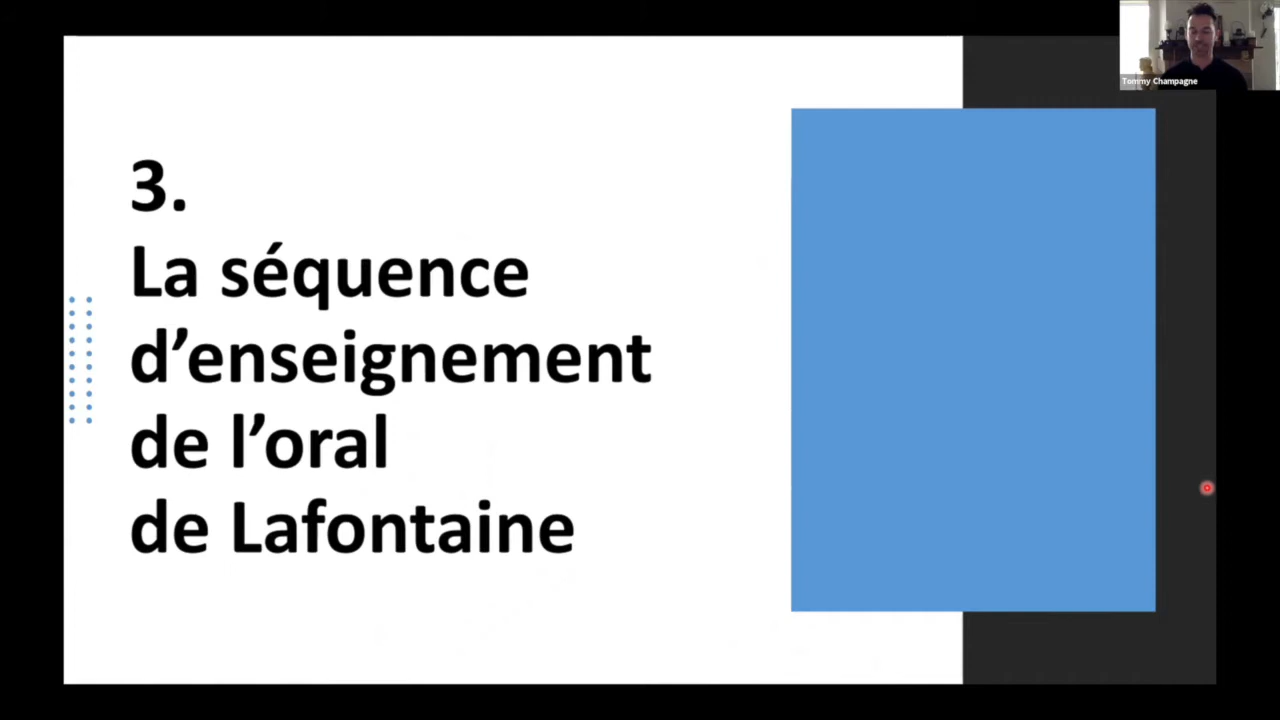 Tommy Champagne
3.
La séquence
d’enseignement
de l’oral
de Lafontaine